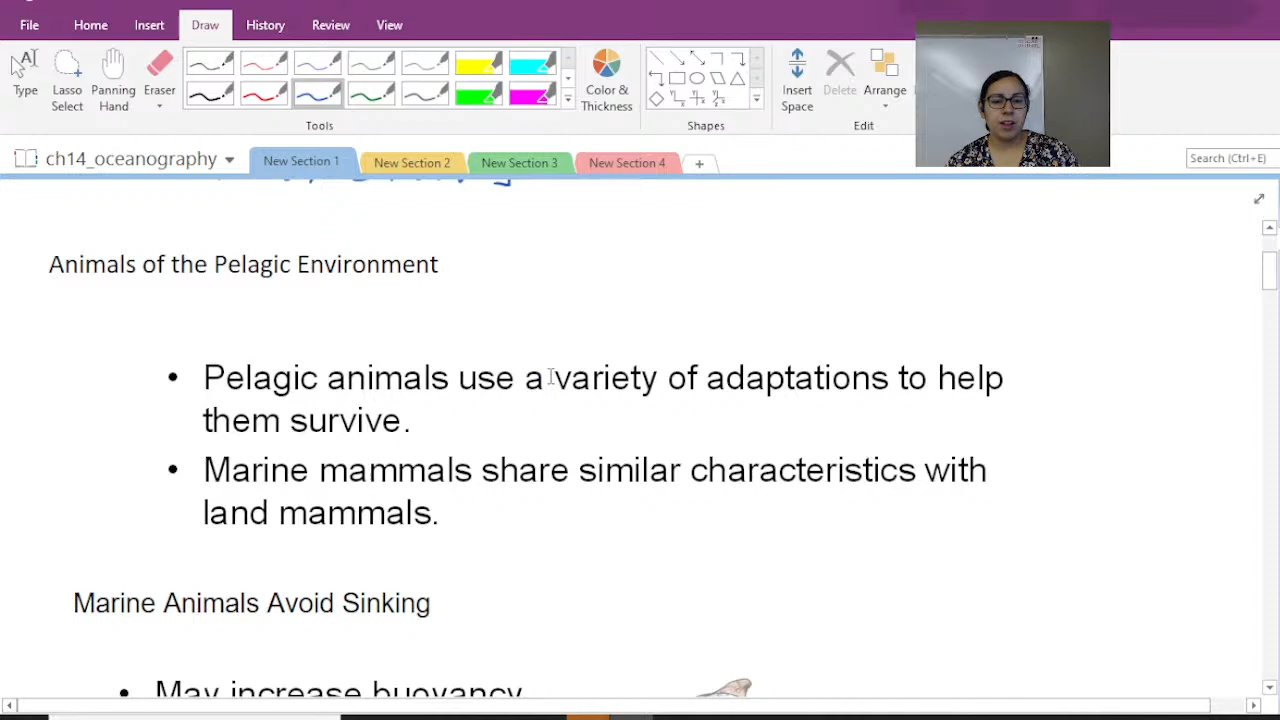 File Home Insert Draw History Review View
Type Lasso Select Panning Hand Eraser Color & Thickness Insert Space Delete Arrange
Tools Shapes Edit
ch14_oceanography New Section 1 New Section 2 New Section 3 New Section 4 Search (Ctrl+E)
Animals of the Pelagic Environment
• Pelagic animals use a variety of adaptations to help
them survive.
• Marine mammals share similar characteristics with
land mammals.
Marine Animals Avoid Sinking
• May increase buoyancy